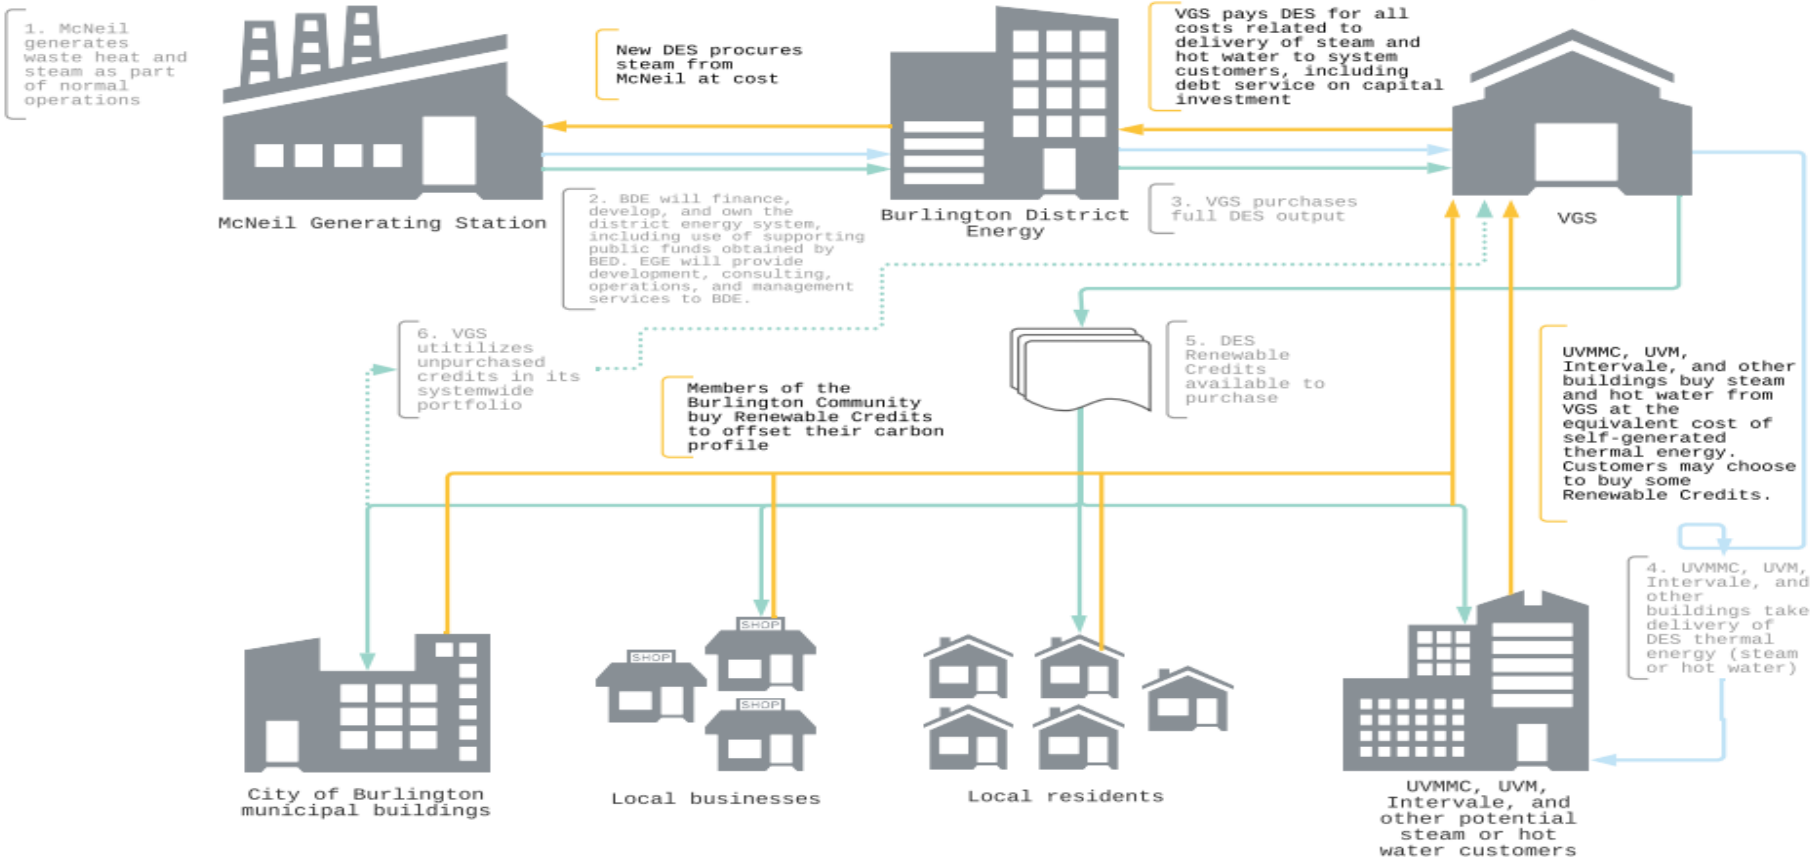 1. McNeil
generates
waste heat and
steam as part
of normal
operations
New DES procures
steam from
McNeil at cost
VGS pays DES for all
costs related to
delivery of steam and
hot water to system
customers, including
debt service on capital
investment
McNeil Generating Station
2. BDE will finance,
develop, and own the
district energy system,
including use of supporting
public funds obtained by
BED. EGE will provide
development, consulting,
operations, and management
services to BDE.
Burlington District
Energy
3. VGS purchases
full DES output
VGS
6. VGS
utitilizes
unpurchased
credits in its
systemwide
portfolio
Members of the
Burlington Community
buy Renewable Credits
to offset their carbon
profile
5. DES
Renewable
Credits
available to
purchase
UVMMC, UVM,
Intervale, and other
buildings buy steam
and hot water from
VGS at the
equivalent cost of
self-generated
thermal energy.
Customers may choose
to buy some
Renewable Credits.
4. UVMMC, UVM,
Intervale, and
other
buildings take
delivery of
DES thermal
energy (steam
or hot water)
SHOP
SHOP
SHOP
City of Burlington
municipal buildings
Local businesses
Local residents
UVMMC, UVM,
Intervale, and
other potential
steam or hot
water customers